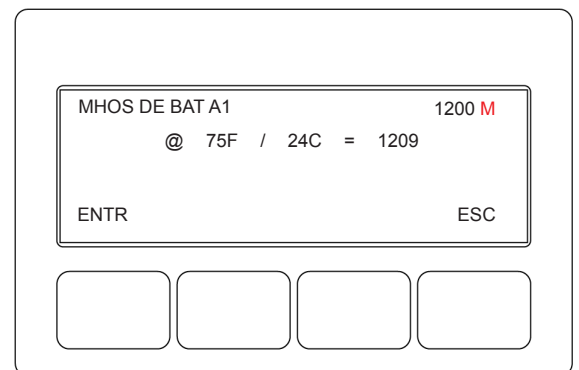 MHOS DE BAT A1 1200 M
@ 75F / 24C = 1209
ENTR ESC